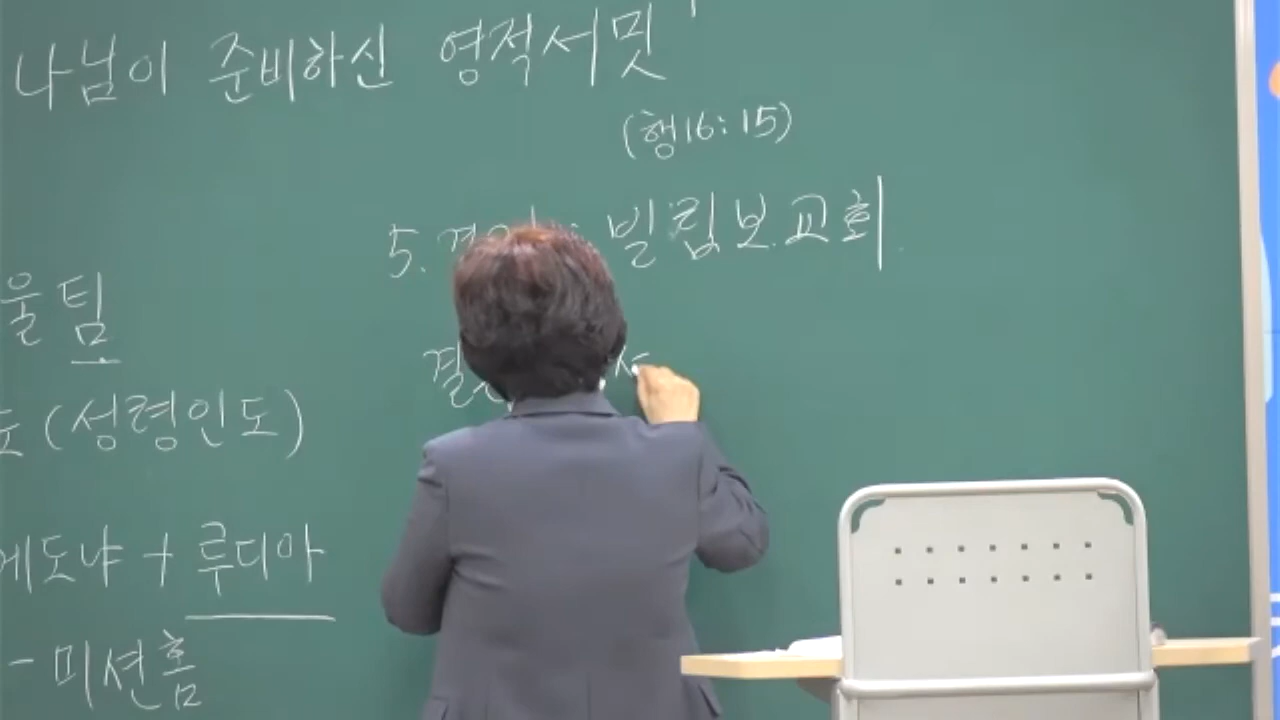 나님이 준비하신 영적서밋'
(행16:15)
5. : 빌립보교회
울팀
(성령인도)
게도냐 + 루디아
- 미션홈